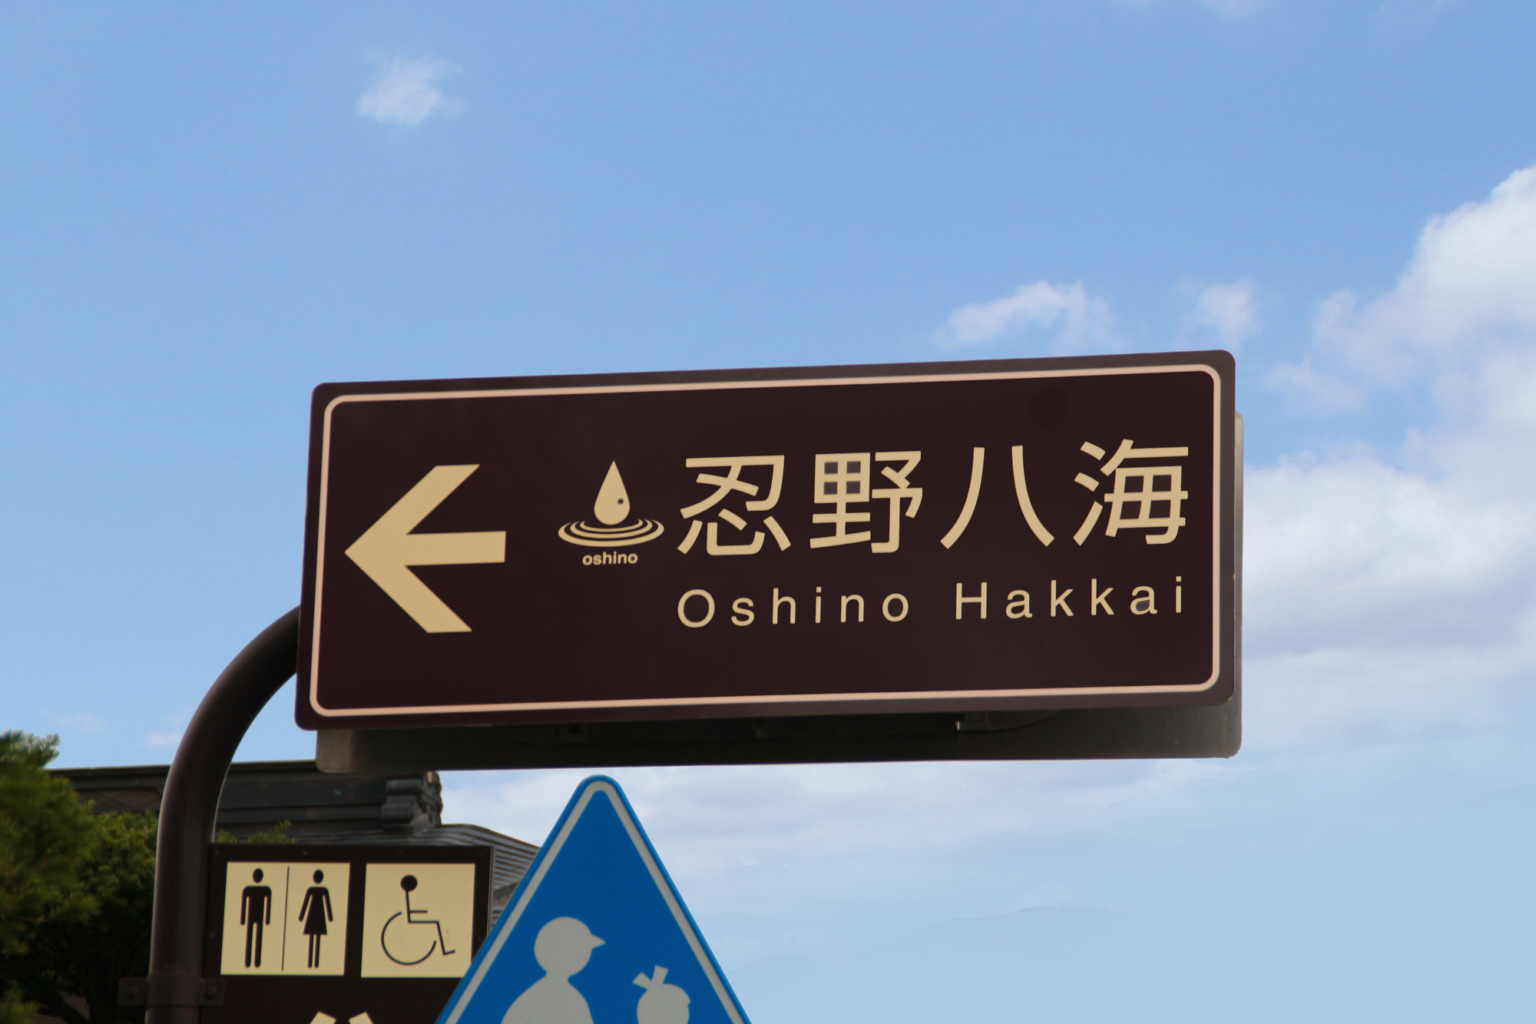 忍野八海
oshino
Oshino Hakkai